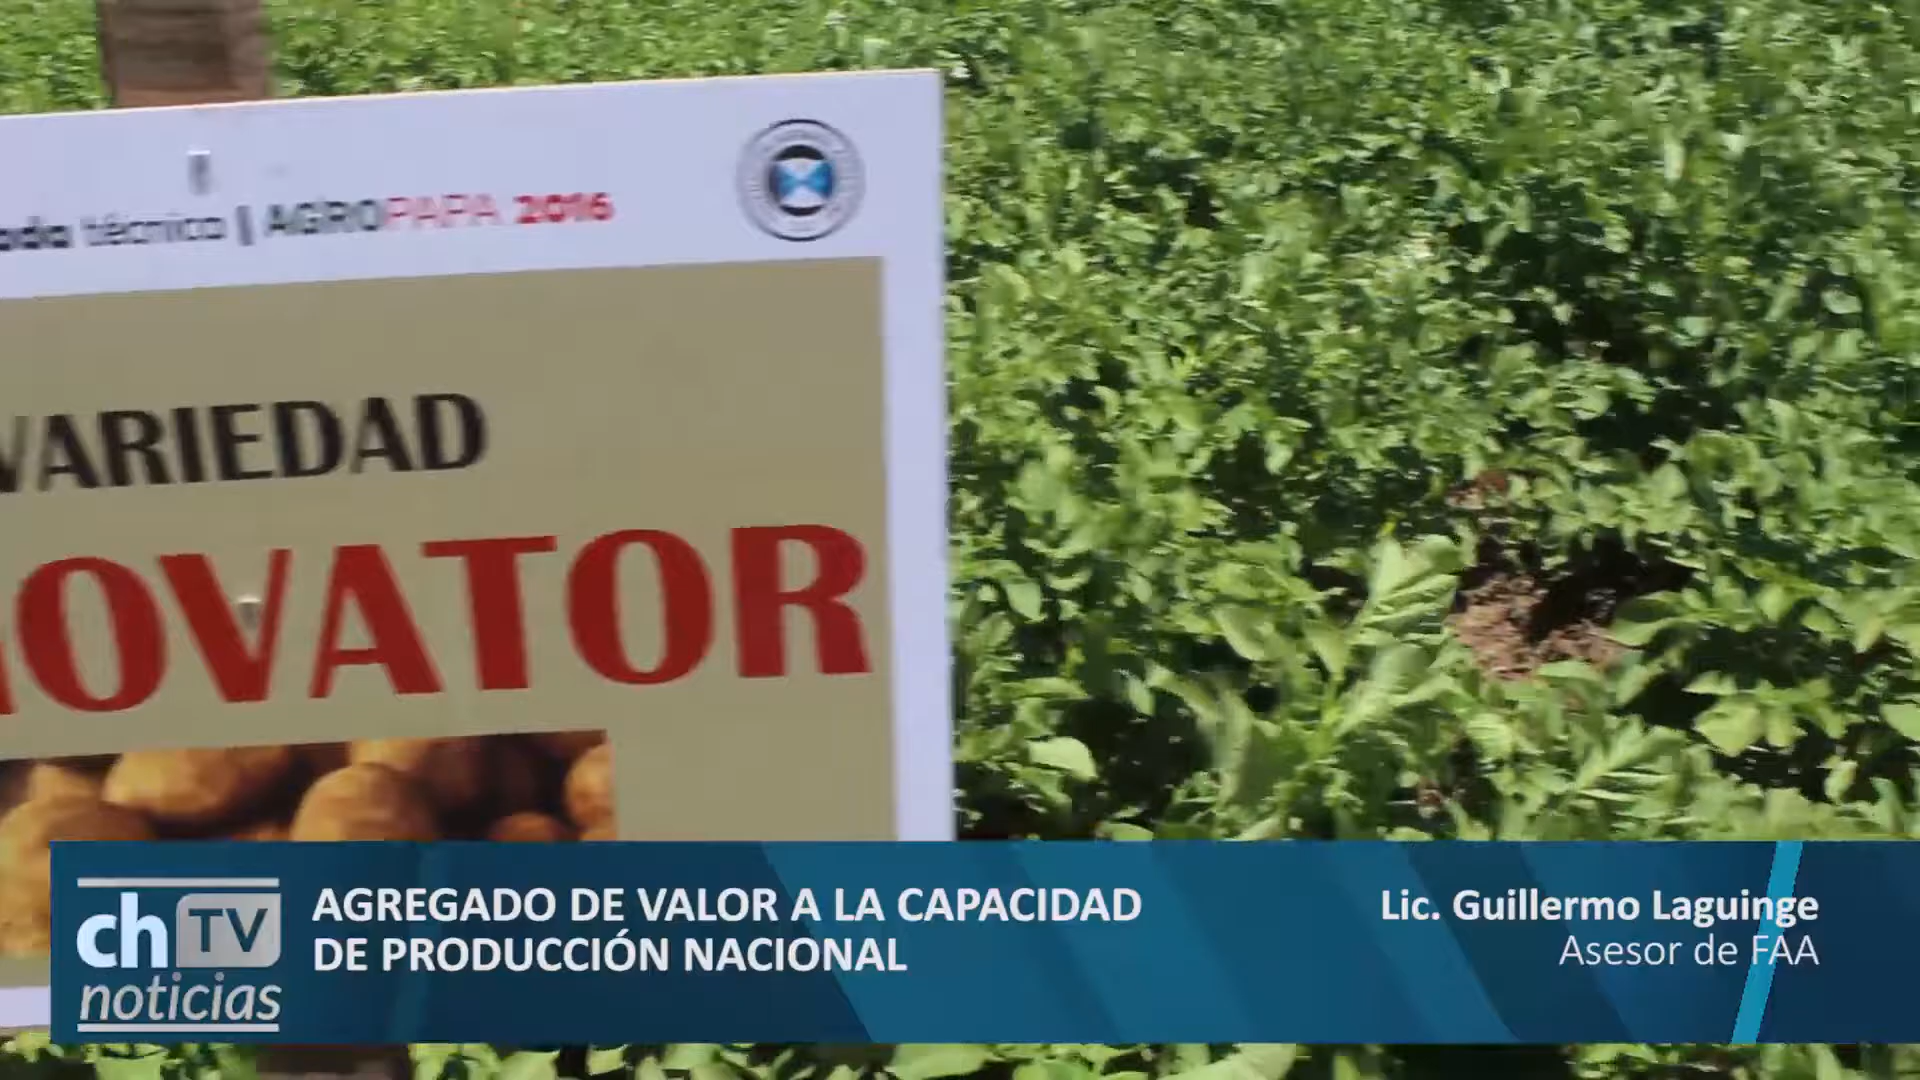 técnica | AGROPAPA 2016
VARIEDAD
OVATOR
ch TV
noticias
AGREGADO DE VALOR A LA CAPACIDAD
DE PRODUCCIÓN NACIONAL
Lic. Guillermo Laguinge
Asesor de FAA